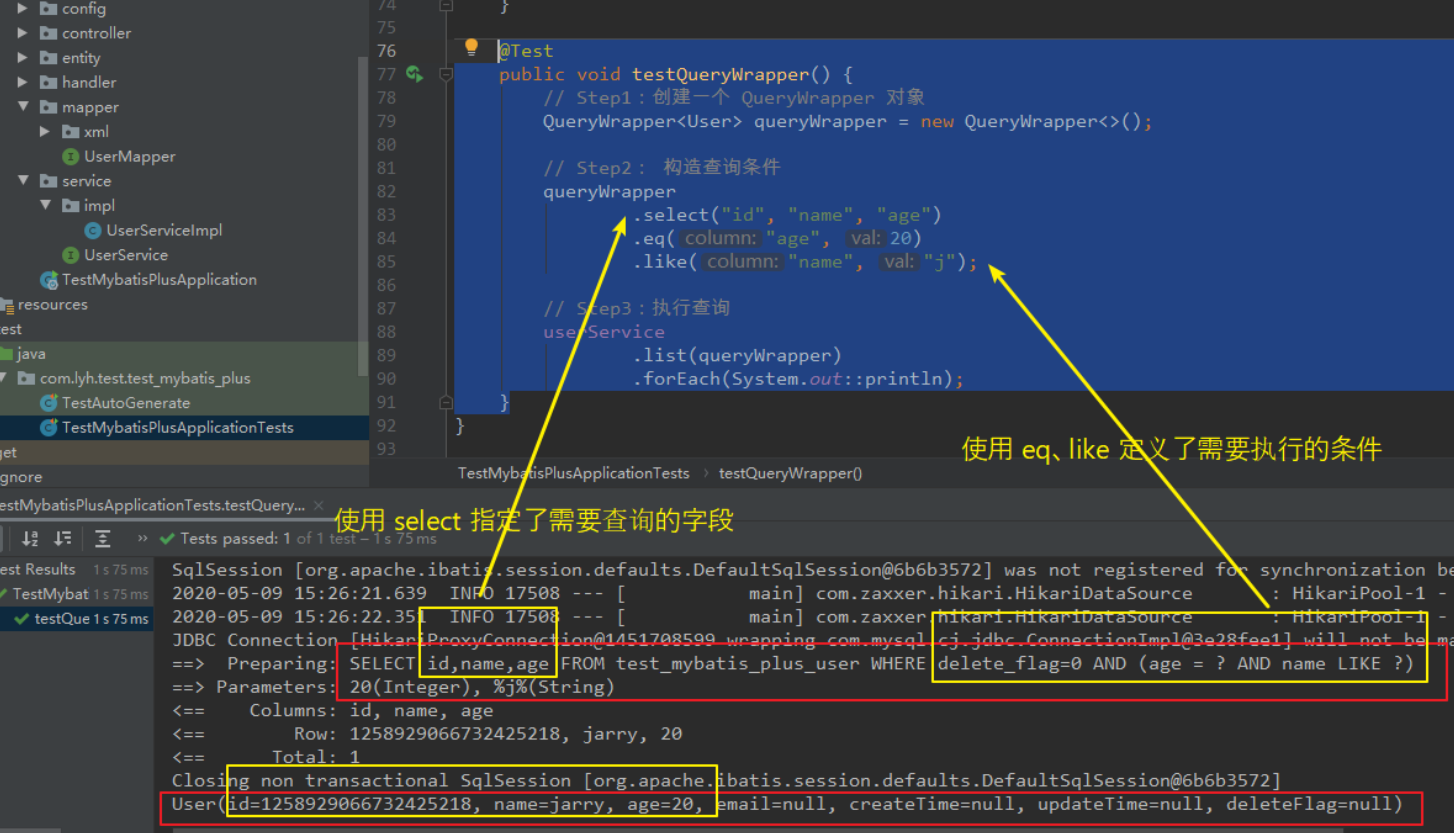 config
controller
entity
handler
mapper
xml
UserMapper
service
impl
UserServiceImpl
UserService
TestMybatisPlusApplication
resources
est
java
com.lyh.test.test_mybatis_plus
TestAutoGenerate
TestMybatisPlusApplicationTests
get
gnore
74 }
75
76 @Test
77 public void testQueryWrapper() {
78 // Step1：创建一个 QueryWrapper 对象
79 QueryWrapper<User> queryWrapper = new QueryWrapper<>();
80
81 // Step2： 构造查询条件
82 queryWrapper
83 .select("id", "name", "age")
84 .eq( column: "age", val: 20)
85 .like( column: "name", val: "j");
86
87 // Step3：执行查询
88 userService
89 .list(queryWrapper)
90 .forEach(System.out::println);
91 }
92 }
93
使用 eq、like 定义了需要执行的条件
TestMybatisPlusApplicationTests › testQueryWrapper()
estMybatisPlusApplicationTests.testQuery... ×
使用 select 指定了需要查询的字段
» Tests passed: 1 of 1 test – 1 s 75 ms
est Results 1 s 75 ms
TestMybat 1 s 75 ms
testQue 1 s 75 ms
SqlSession [org.apache.ibatis.session.defaults.DefaultSqlSession@6b6b3572] was not registered for synchronization be
2020-05-09 15:26:21.639 INFO 17508 --- [ main] com.zaxxer.hikari.HikariDataSource : HikariPool-1 -
2020-05-09 15:26:22.351 INFO 17508 --- [ main] com.zaxxer.hikari.HikariDataSource : HikariPool-1 -
JDBC Connection [HikariProxyConnection@1451708599 wrapping com.mysql.cj.jdbc.ConnectionImpl@3e28fee1] will not be ma
==> Preparing: SELECT id,name,age FROM test_mybatis_plus_user WHERE delete_flag=0 AND (age = ? AND name LIKE ?)
==> Parameters: 20(Integer), %j%(String)
<== Columns: id, name, age
<== Row: 1258929066732425218, jarry, 20
<== Total: 1
Closing non transactional SqlSession [org.apache.ibatis.session.defaults.DefaultSqlSession@6b6b3572]
User(id=1258929066732425218, name=jarry, age=20, email=null, createTime=null, updateTime=null, deleteFlag=null)